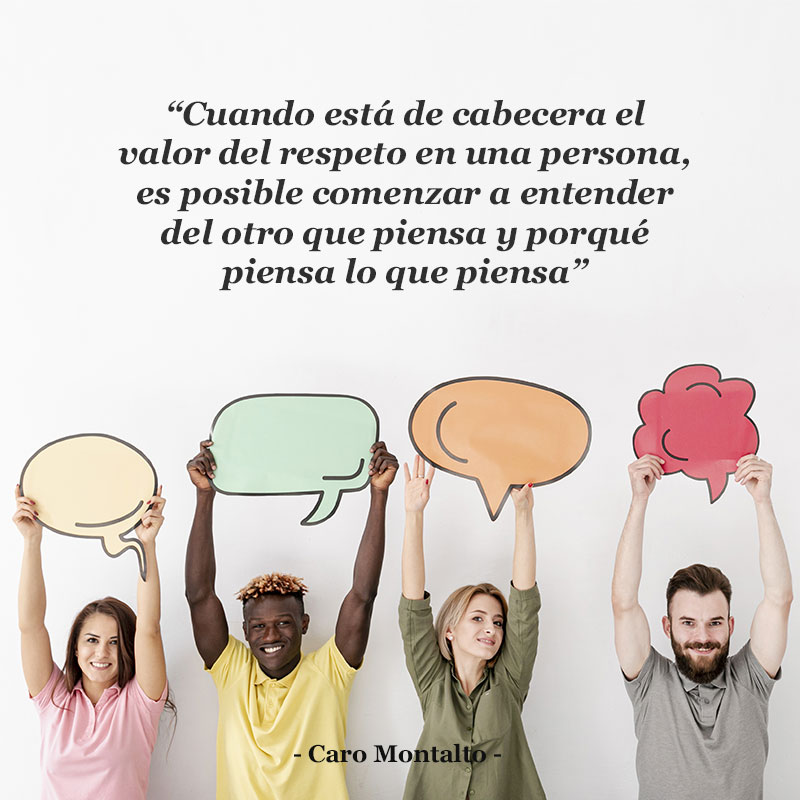 “Cuando está de cabecera el
valor del respeto en una persona,
es posible comenzar a entender
del otro que piensa y porqué
piensa lo que piensa”
- Caro Montalto -